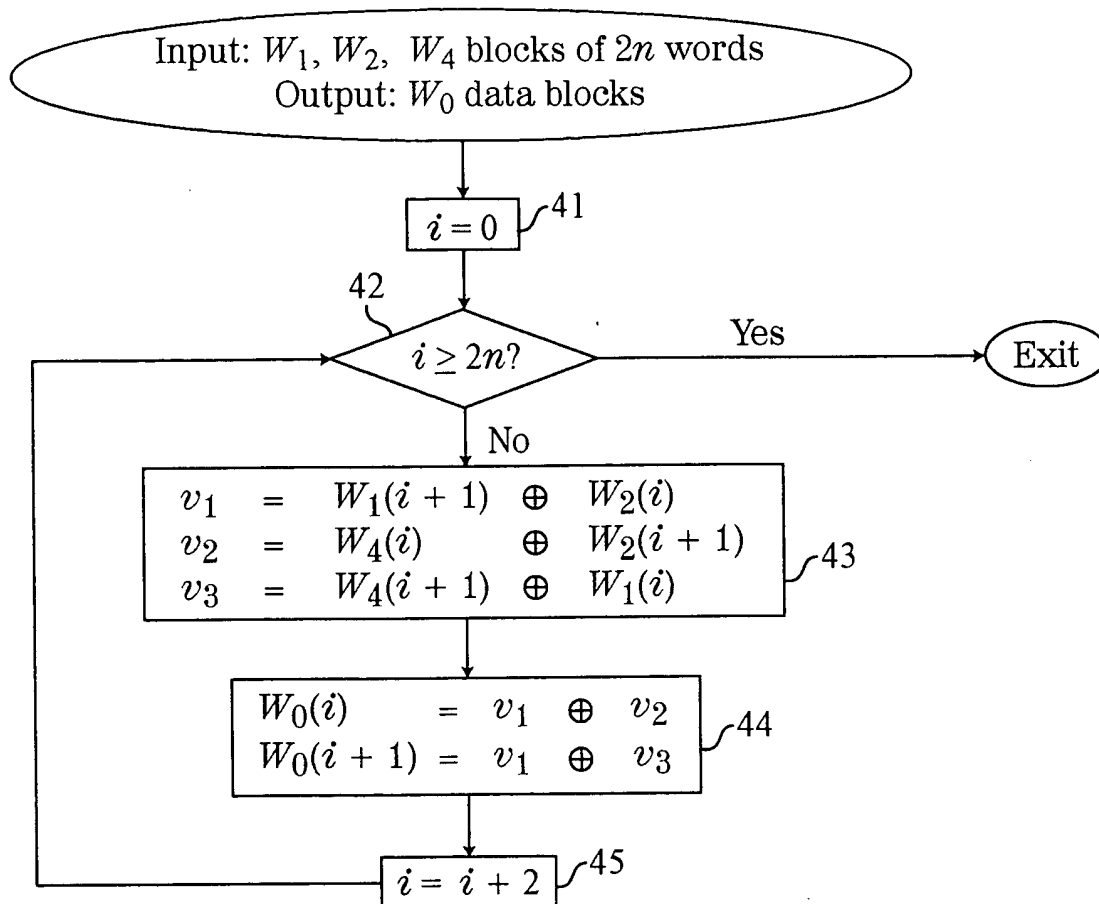 Input: W₁, W₂, W₄ blocks of 2n words
Output: W₀ data blocks
i = 0
41
42
i ≥ 2n?
Yes
Exit
No
v₁ = W₁(i + 1) ⊕ W₂(i)
v₂ = W₄(i) ⊕ W₂(i + 1)
v₃ = W₄(i + 1) ⊕ W₁(i)
43
W₀(i) = v₁ ⊕ v₂
W₀(i + 1) = v₁ ⊕ v₃
44
i = i + 2
45